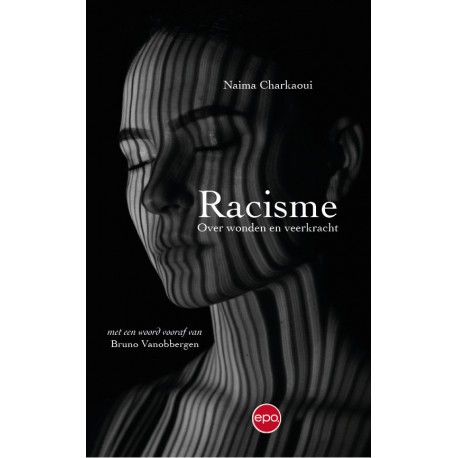 Naima Charkaoui
Racisme
Over wonden en veerkracht
met een woord vooraf van
Bruno Vanobbergen
epo